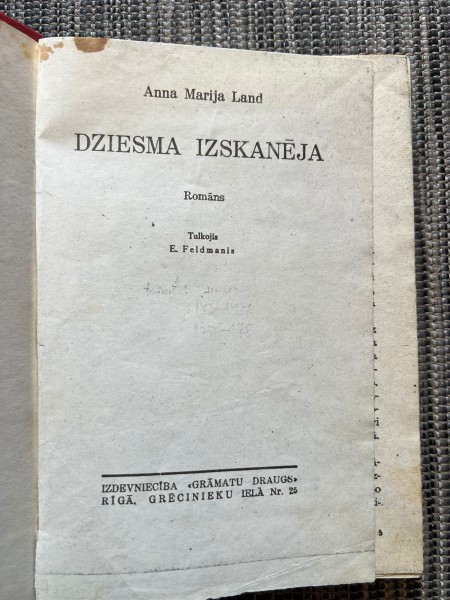 Anna Marija Land
DZIESMA IZSKANĒJA
Romāns
Tulkojis
E. Feldmanis
IZDEVNIECĪBA «GRĀMATU DRAUGS»
RĪGĀ, GRĒCINIEKU IELĀ Nr. 25